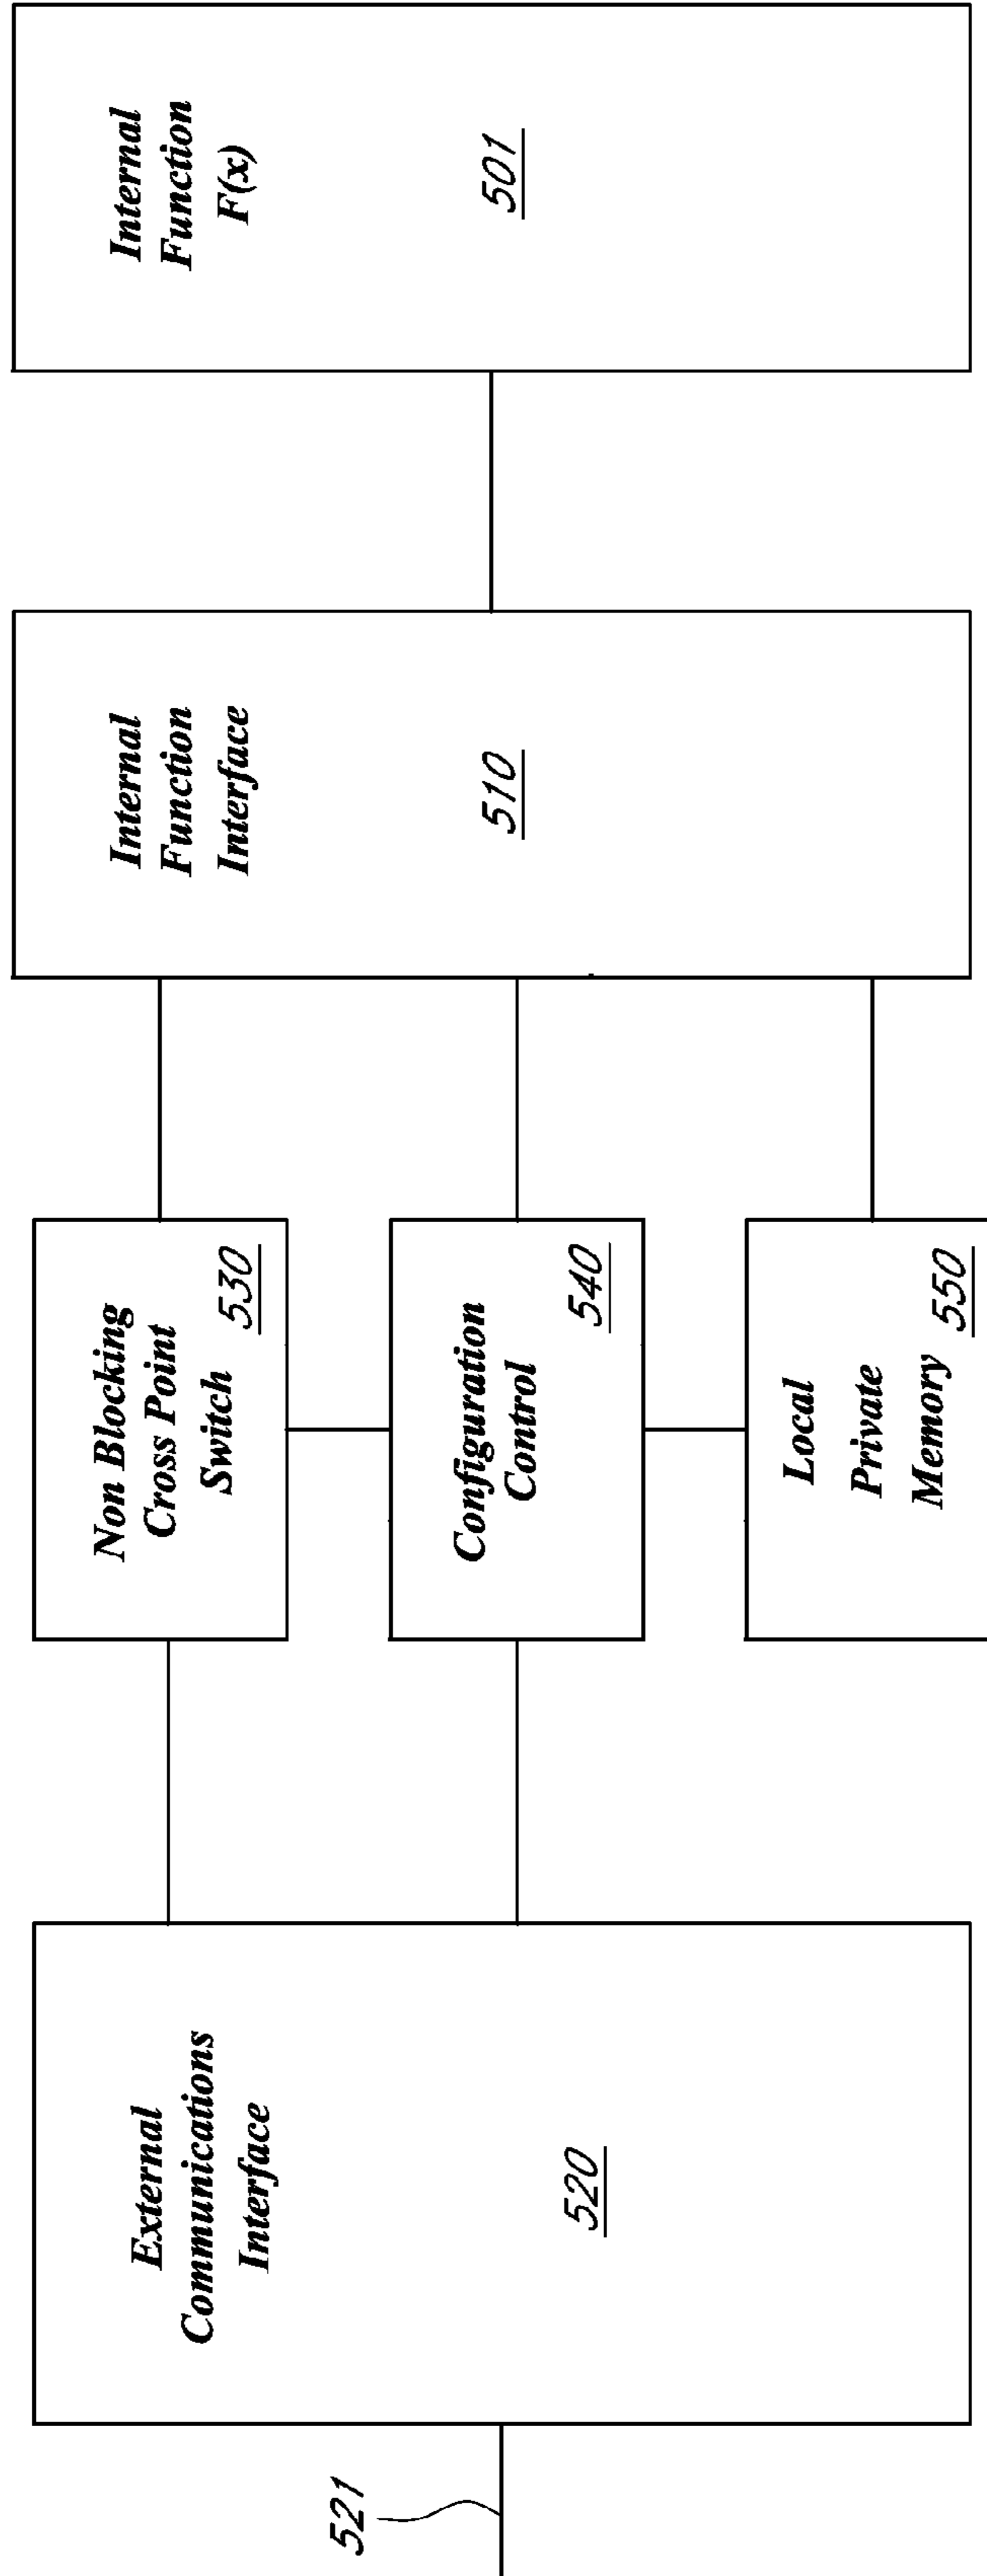 521
External
Communications
Interface
520
Non Blocking
Cross Point
Switch
530
Configuration
Control
540
Local
Private
Memory
550
Internal
Function
Interface
510
Internal
Function
F(x)
501